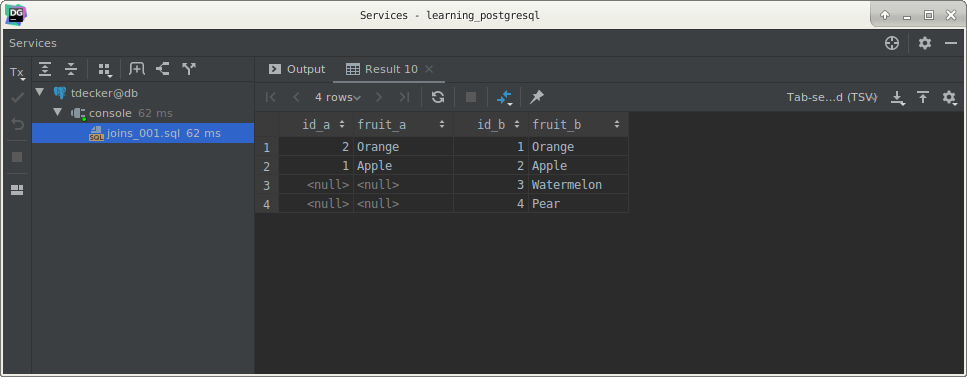 DG
Services - learning_postgresql
Services
Tx
tdecker@db
console 62 ms
SQL joins_001.sql 62 ms
Output
Result 10
4 rows
Tab-se...d (TSV)
id_a fruit_a id_b fruit_b
1 2 Orange 1 Orange
2 1 Apple 2 Apple
3 <null> <null> 3 Watermelon
4 <null> <null> 4 Pear